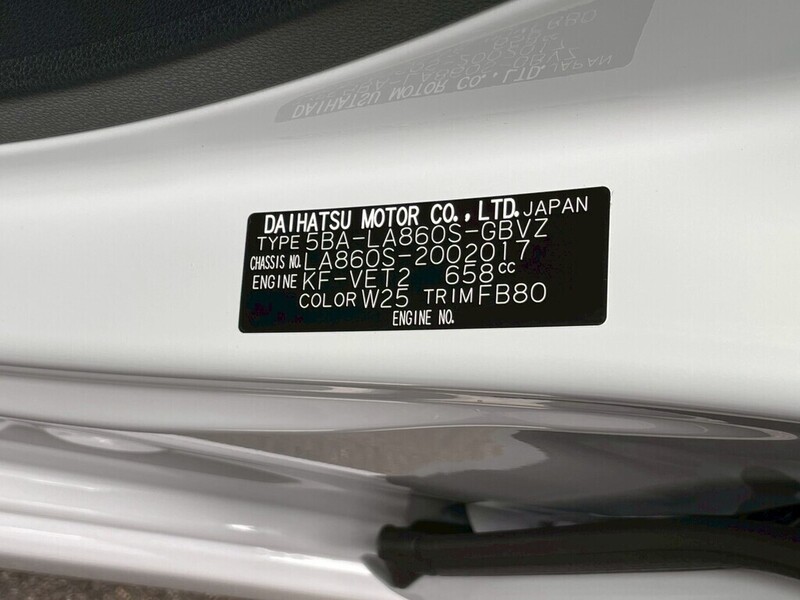 DAIHATSU MOTOR CO., LTD. JAPAN
TYPE 5BA-LA860S-GBVZ
CHASSIS NO. LA860S-2002017
ENGINE KF-VET2 658cc
COLOR W25 TRIM FB80
ENGINE NO.